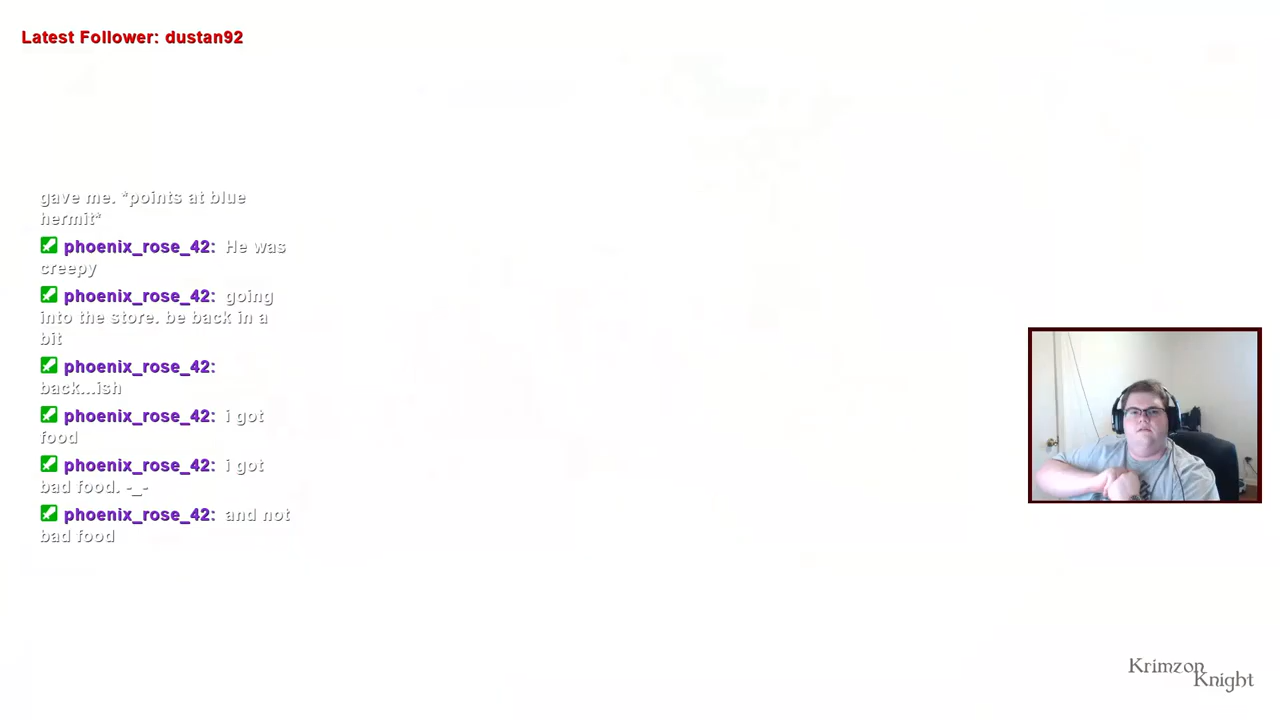 Latest Follower: dustan92
gave me. *points at blue
hermit*
phoenix_rose_42: He was
creepy
phoenix_rose_42: going
into the store. be back in a
bit
phoenix_rose_42:
back...ish
phoenix_rose_42: i got
food
phoenix_rose_42: i got
bad food. -_-
phoenix_rose_42: and not
bad food
Krimzon
Knight